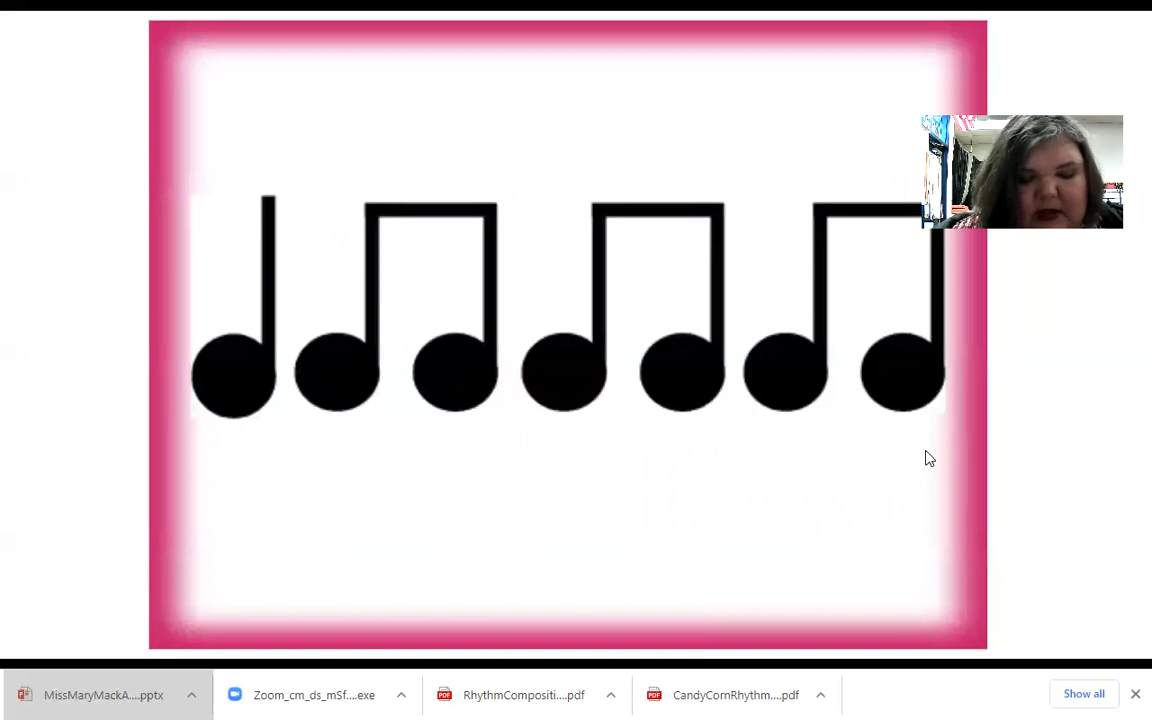 MissMaryMackA....pptx
Zoom_cm_ds_mSf....exe
RhythmCompositi....pdf
CandyCornRhythm....pdf
Show all